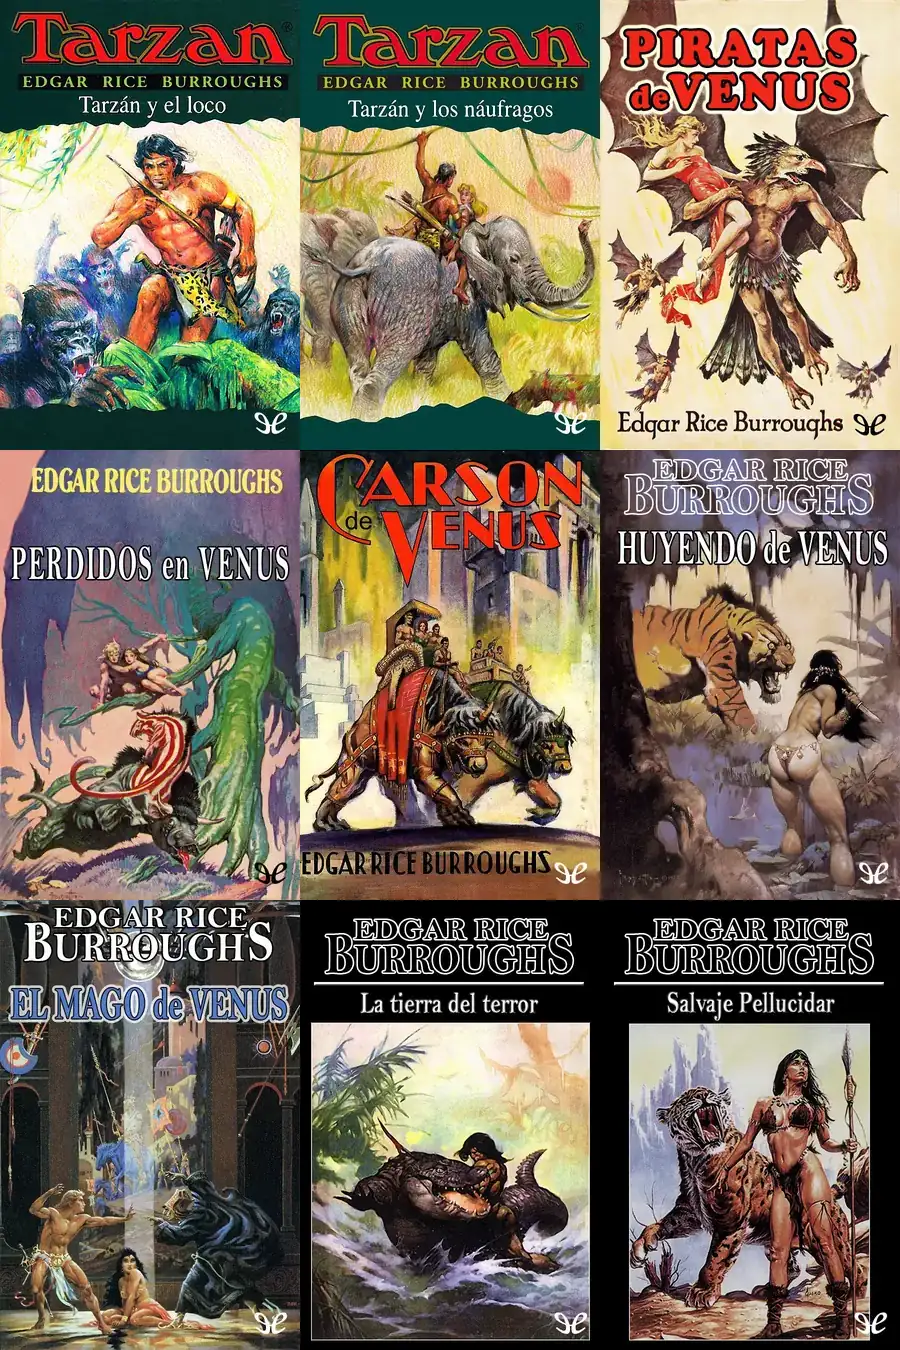 Tarzan
EDGAR RICE BURROUGHS
Tarzán y el loco
Tarzan
EDGAR RICE BURROUGHS
Tarzán y los náufragos
PIRATAS
de VENUS
Edgar Rice Burroughs
EDGAR RICE BURROUGHS
PERDIDOS en VENUS
CARSON
de VENUS
EDGAR RICE BURROUGHS
EDGAR RICE
BURROUGHS
HUYENDO de VENUS
EDGAR RICE
BURROUGHS
EL MAGO de VENUS
EDGAR RICE
BURROUGHS
La tierra del terror
EDGAR RICE
BURROUGHS
Salvaje Pellucidar